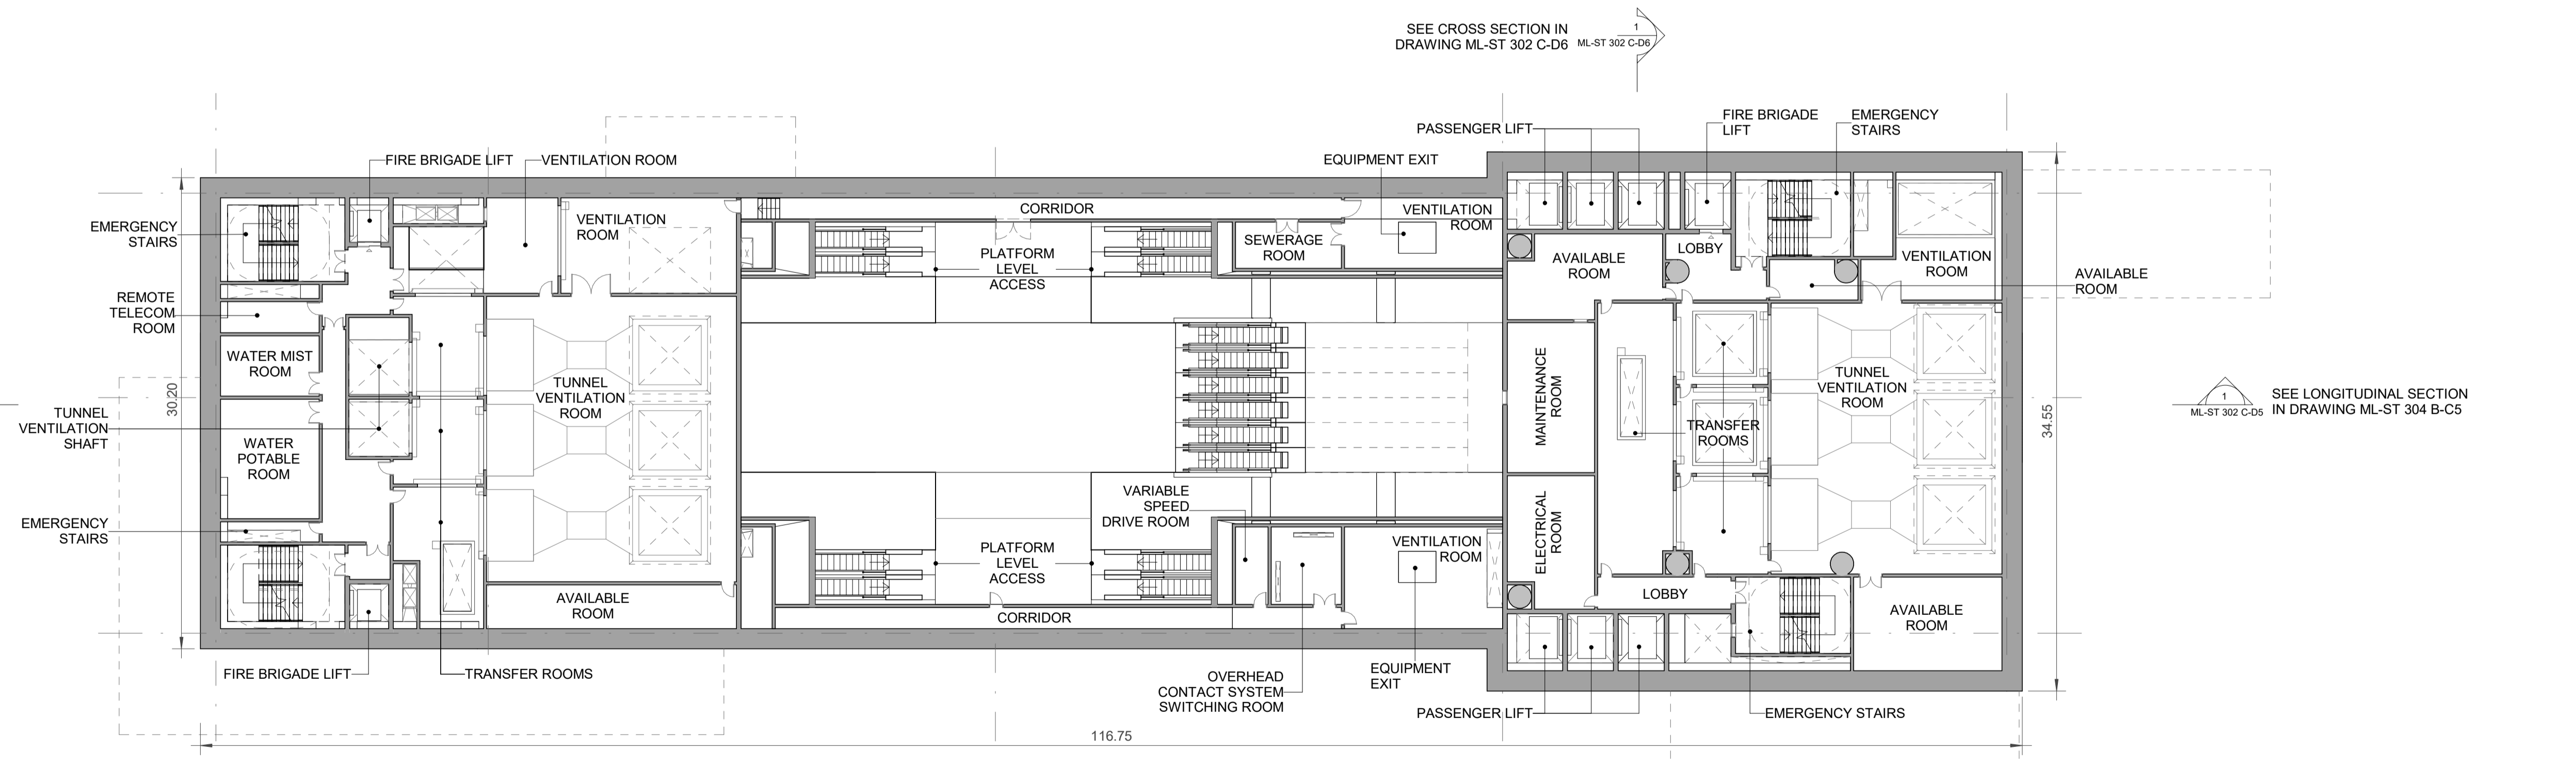 SEE CROSS SECTION IN
DRAWING ML-ST 302 C-D6
1
ML-ST 302 C-D6
FIRE BRIGADE
LIFT
EMERGENCY
STAIRS
PASSENGER LIFT
FIRE BRIGADE LIFT
VENTILATION ROOM
EQUIPMENT EXIT
EMERGENCY
STAIRS
VENTILATION
ROOM
CORRIDOR
VENTILATION
ROOM
SEWERAGE
ROOM
PLATFORM
LEVEL
ACCESS
AVAILABLE
ROOM
LOBBY
VENTILATION
ROOM
AVAILABLE
ROOM
REMOTE
TELECOM
ROOM
WATER MIST
ROOM
30.20
TUNNEL
VENTILATION
SHAFT
WATER
POTABLE
ROOM
TUNNEL
VENTILATION
ROOM
MAINTENANCE
ROOM
TRANSFER
ROOMS
TUNNEL
VENTILATION
ROOM
34.55
1
ML-ST 302 C-D5
SEE LONGITUDINAL SECTION
IN DRAWING ML-ST 304 B-C5
EMERGENCY
STAIRS
VARIABLE
SPEED
DRIVE ROOM
ELECTRICAL
ROOM
PLATFORM
LEVEL
ACCESS
VENTILATION
ROOM
AVAILABLE
ROOM
CORRIDOR
LOBBY
AVAILABLE
ROOM
FIRE BRIGADE LIFT
TRANSFER ROOMS
OVERHEAD
CONTACT SYSTEM
SWITCHING ROOM
EQUIPMENT
EXIT
PASSENGER LIFT
EMERGENCY STAIRS
116.75